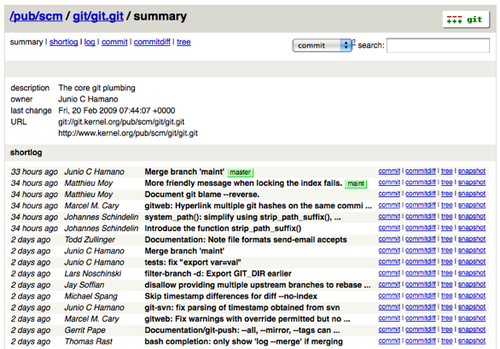 /pub/scm / git/git.git / summary
git
summary | shortlog | log | commit | commitdiff | tree
commit ? search:
description The core git plumbing
owner Junio C Hamano
last change Fri, 20 Feb 2009 07:44:07 +0000
URL git://git.kernel.org/pub/scm/git/git.git
http://www.kernel.org/pub/scm/git/git.git
shortlog
33 hours ago Junio C Hamano Merge branch 'maint' master commit | commitdiff | tree | snapshot
34 hours ago Matthieu Moy More friendly message when locking the index fails. maint commit | commitdiff | tree | snapshot
34 hours ago Matthieu Moy Document git blame --reverse. commit | commitdiff | tree | snapshot
34 hours ago Marcel M. Cary gitweb: Hyperlink multiple git hashes on the same commi ... commit | commitdiff | tree | snapshot
34 hours ago Johannes Schindelin system_path(): simplify using strip_path_suffix(), ... commit | commitdiff | tree | snapshot
34 hours ago Johannes Schindelin Introduce the function strip_path_suffix() commit | commitdiff | tree | snapshot
2 days ago Todd Zullinger Documentation: Note file formats send-email accepts commit | commitdiff | tree | snapshot
2 days ago Junio C Hamano Merge branch 'maint' commit | commitdiff | tree | snapshot
2 days ago Junio C Hamano tests: fix "export var=val" commit | commitdiff | tree | snapshot
2 days ago Lars Noschinski filter-branch -d: Export GIT_DIR earlier commit | commitdiff | tree | snapshot
2 days ago Jay Soffian disallow providing multiple upstream branches to rebase ... commit | commitdiff | tree | snapshot
2 days ago Michael Spang Skip timestamp differences for diff --no-index commit | commitdiff | tree | snapshot
2 days ago Junio C Hamano git-svn: fix parsing of timestamp obtained from svn commit | commitdiff | tree | snapshot
2 days ago Marcel M. Cary gitweb: Fix warnings with override permitted but no ... commit | commitdiff | tree | snapshot
2 days ago Gerrit Pape Documentation/git-push: --all, --mirror, --tags can ... commit | commitdiff | tree | snapshot
2 days ago Thomas Rast bash completion: only show 'log --merge' if merging commit | commitdiff | tree | snapshot